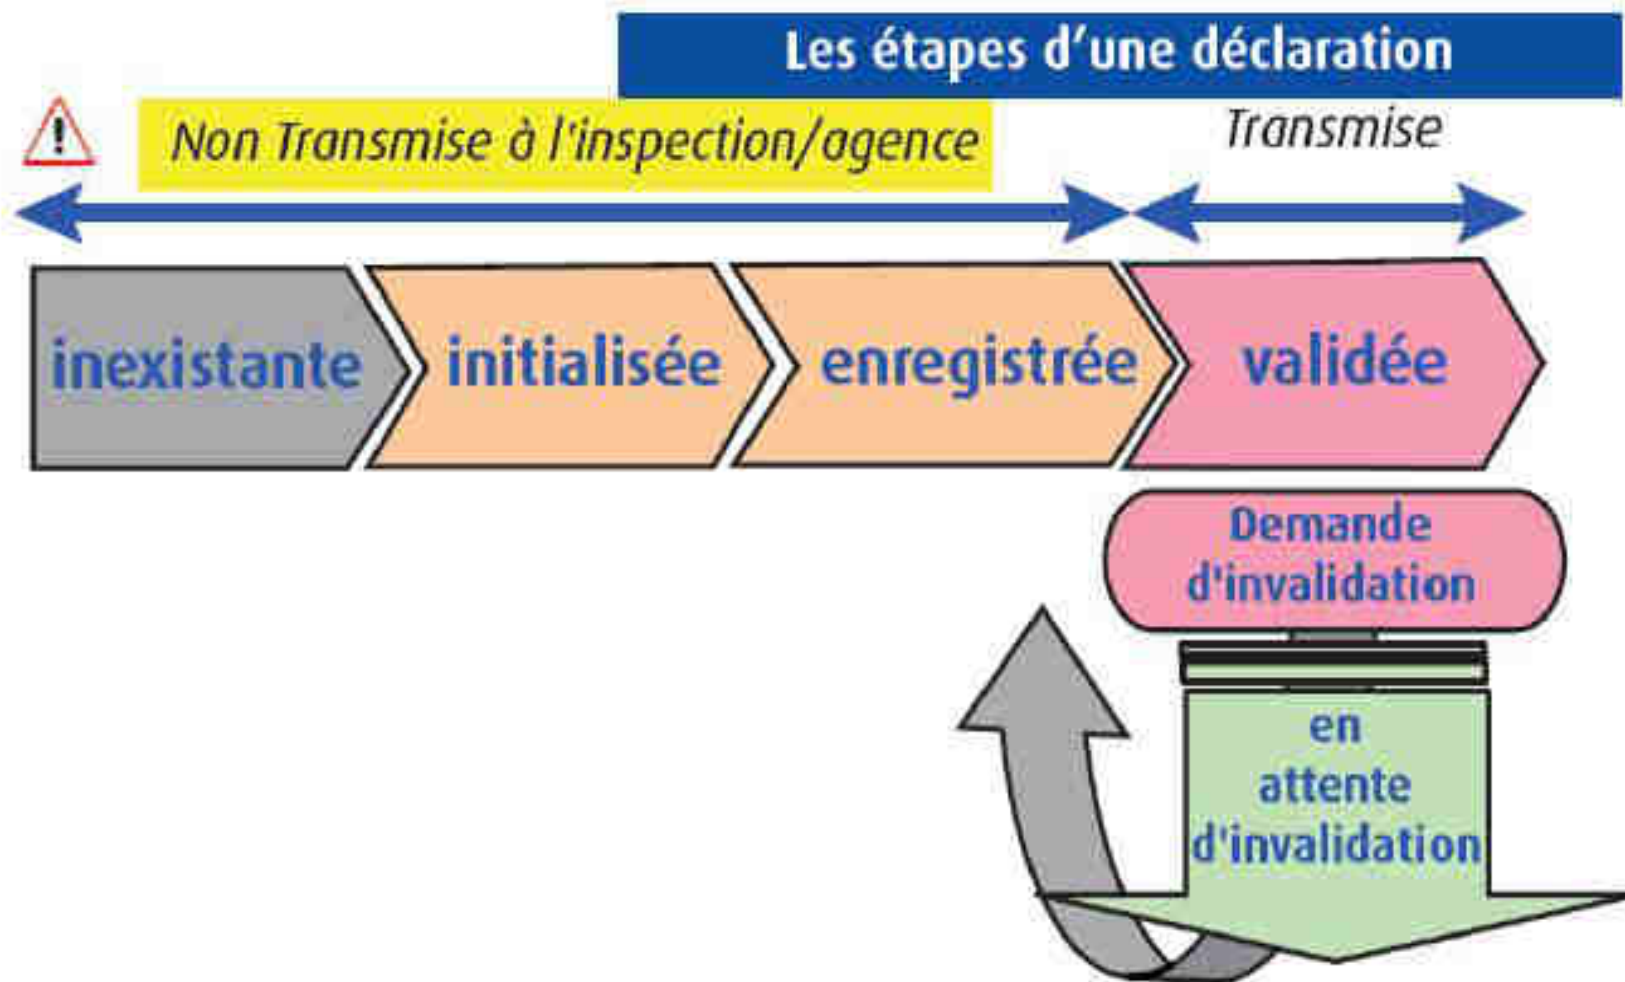 Les étapes d'une déclaration
! Non Transmise à l'inspection/agence
Transmise
inexistante
initialisée
enregistrée
validée
Demande
d'invalidation
en
attente
d'invalidation